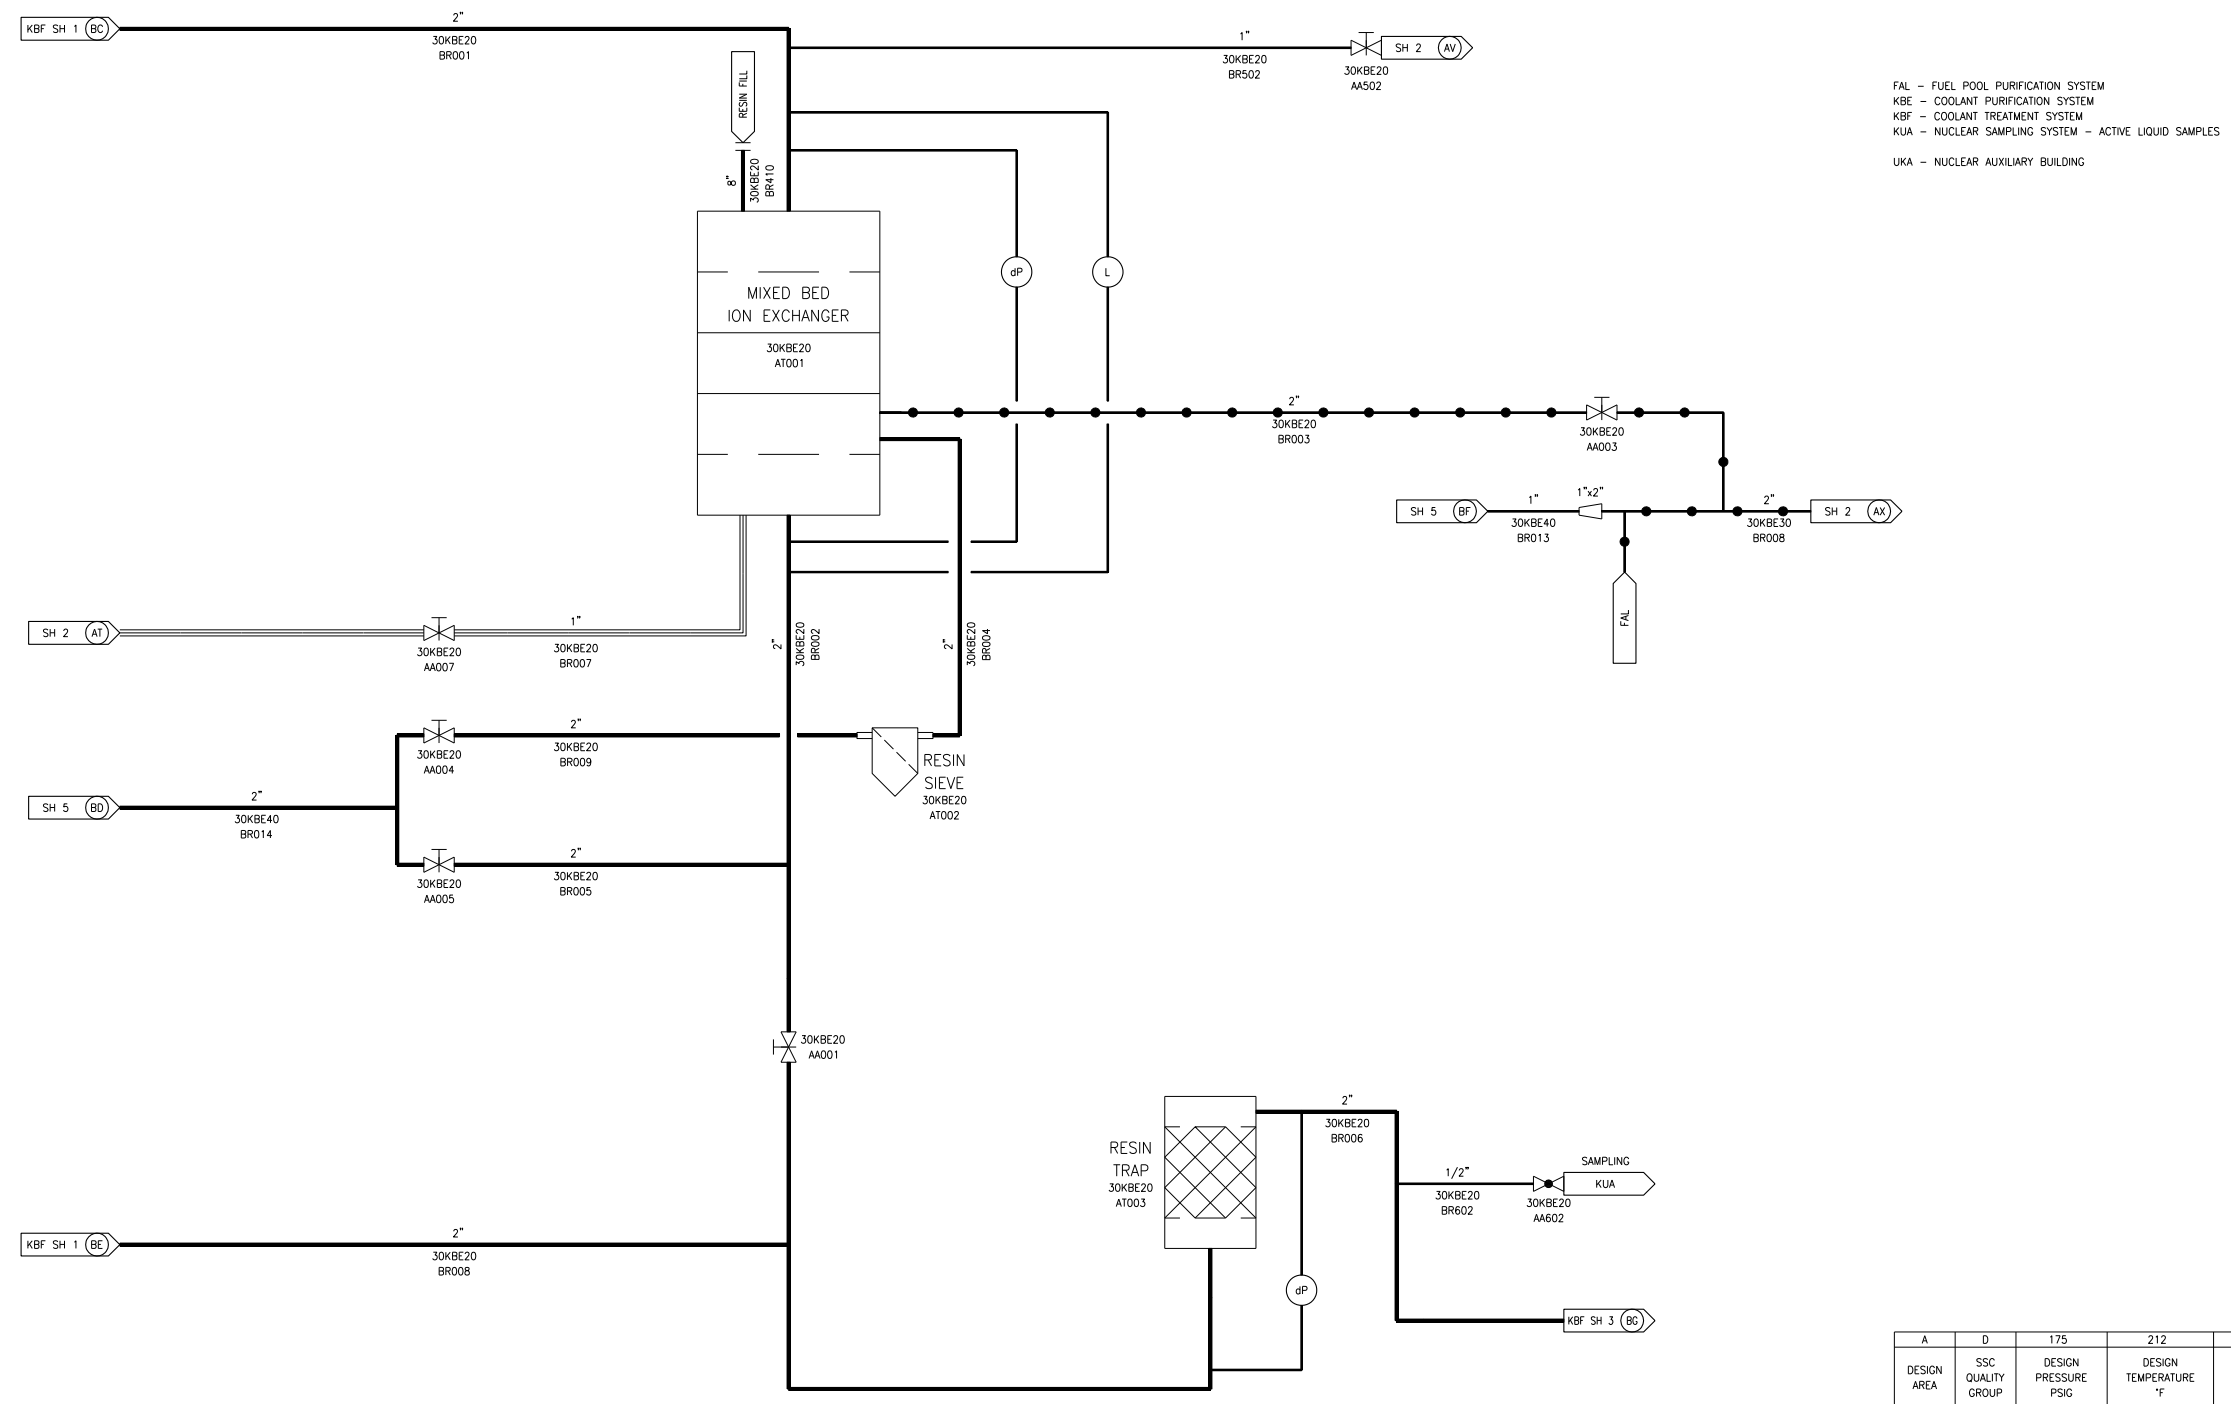 KBF SH 1 BC
2"
30KBE20
BR001
RESIN FILL
8"
30KBE20
BR410
1"
30KBE20
BR502
30KBE20
AA502
SH 2 AV
FAL - FUEL POOL PURIFICATION SYSTEM
KBE - COOLANT PURIFICATION SYSTEM
KBF - COOLANT TREATMENT SYSTEM
KUA - NUCLEAR SAMPLING SYSTEM - ACTIVE LIQUID SAMPLES
UKA - NUCLEAR AUXILIARY BUILDING
MIXED BED
ION EXCHANGER
30KBE20
AT001
dP
L
2"
30KBE20
BR003
30KBE20
AA003
SH 5 BF
1"
30KBE40
BR013
1"x2"
2"
30KBE30
BR008
SH 2 AX
FAL
SH 2 AT
30KBE20
AA007
1"
30KBE20
BR007
2"
30KBE20
BR002
2"
30KBE20
BR004
30KBE20
AA004
2"
30KBE20
BR009
RESIN
SIEVE
30KBE20
AT002
SH 5 BD
2"
30KBE40
BR014
30KBE20
AA005
2"
30KBE20
BR005
30KBE20
AA001
RESIN
TRAP
30KBE20
AT003
2"
30KBE20
BR006
1/2"
30KBE20
BR602
30KBE20
AA602
SAMPLING
KUA
KBF SH 1 BE
2"
30KBE20
BR008
dP
KBF SH 3 BG
A D 175 212
DESIGN
AREA
SSC
QUALITY
GROUP
DESIGN
PRESSURE
PSIG
DESIGN
TEMPERATURE
°F